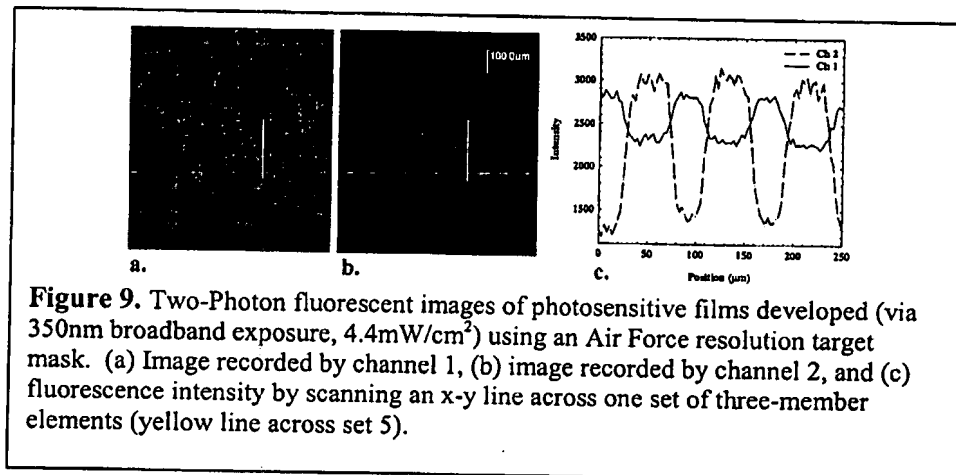 100.0um
3500
3000
2500
1500
Intensity
Ch 2
Ch 1
0
50
100
150
200
250
Position (μm)
a.
b.
c.
Figure 9. Two-Photon fluorescent images of photosensitive films developed (via
350nm broadband exposure, 4.4mW/cm²) using an Air Force resolution target
mask. (a) Image recorded by channel 1, (b) image recorded by channel 2, and (c)
fluorescence intensity by scanning an x-y line across one set of three-member
elements (yellow line across set 5).